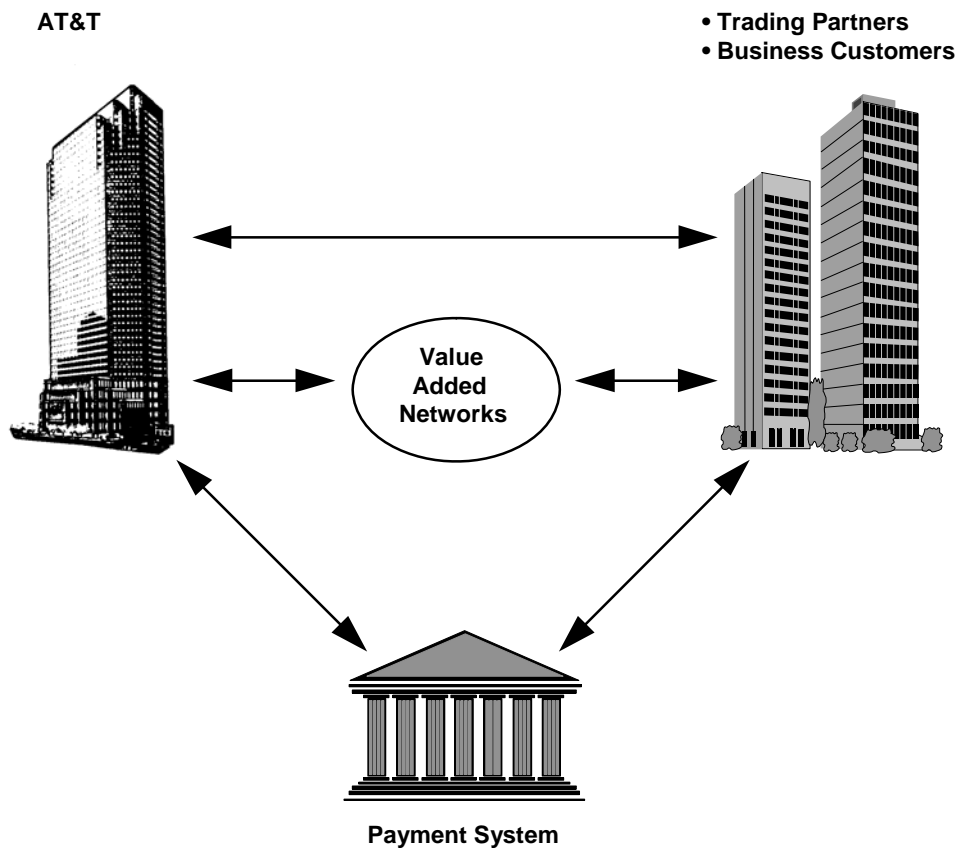 AT&T
• Trading Partners
• Business Customers
Value
Added
Networks
Payment System